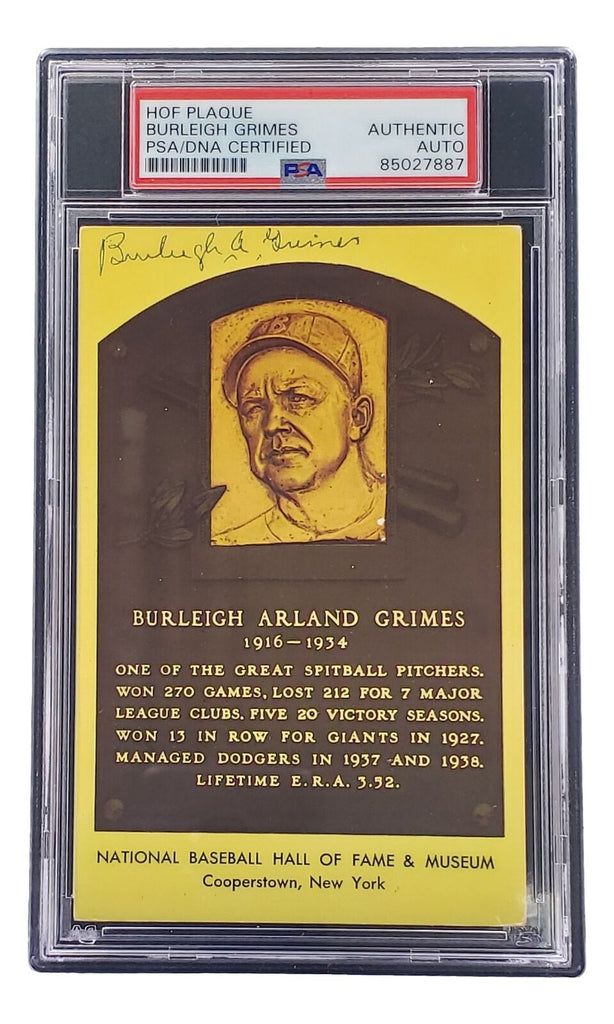 HOF PLAQUE
BURLEIGH GRIMES
PSA/DNA CERTIFIED
AUTHENTIC
AUTO
85027887
PSA
Burleigh A. Grimes
B
BURLEIGH ARLAND GRIMES
1916–1934
ONE OF THE GREAT SPITBALL PITCHERS.
WON 270 GAMES, LOST 212 FOR 7 MAJOR
LEAGUE CLUBS. FIVE 20 VICTORY SEASONS.
WON 13 IN ROW FOR GIANTS IN 1927.
MANAGED DODGERS IN 1937 AND 1938.
LIFETIME E.R.A. 3.52.
NATIONAL BASEBALL HALL OF FAME & MUSEUM
Cooperstown, New York